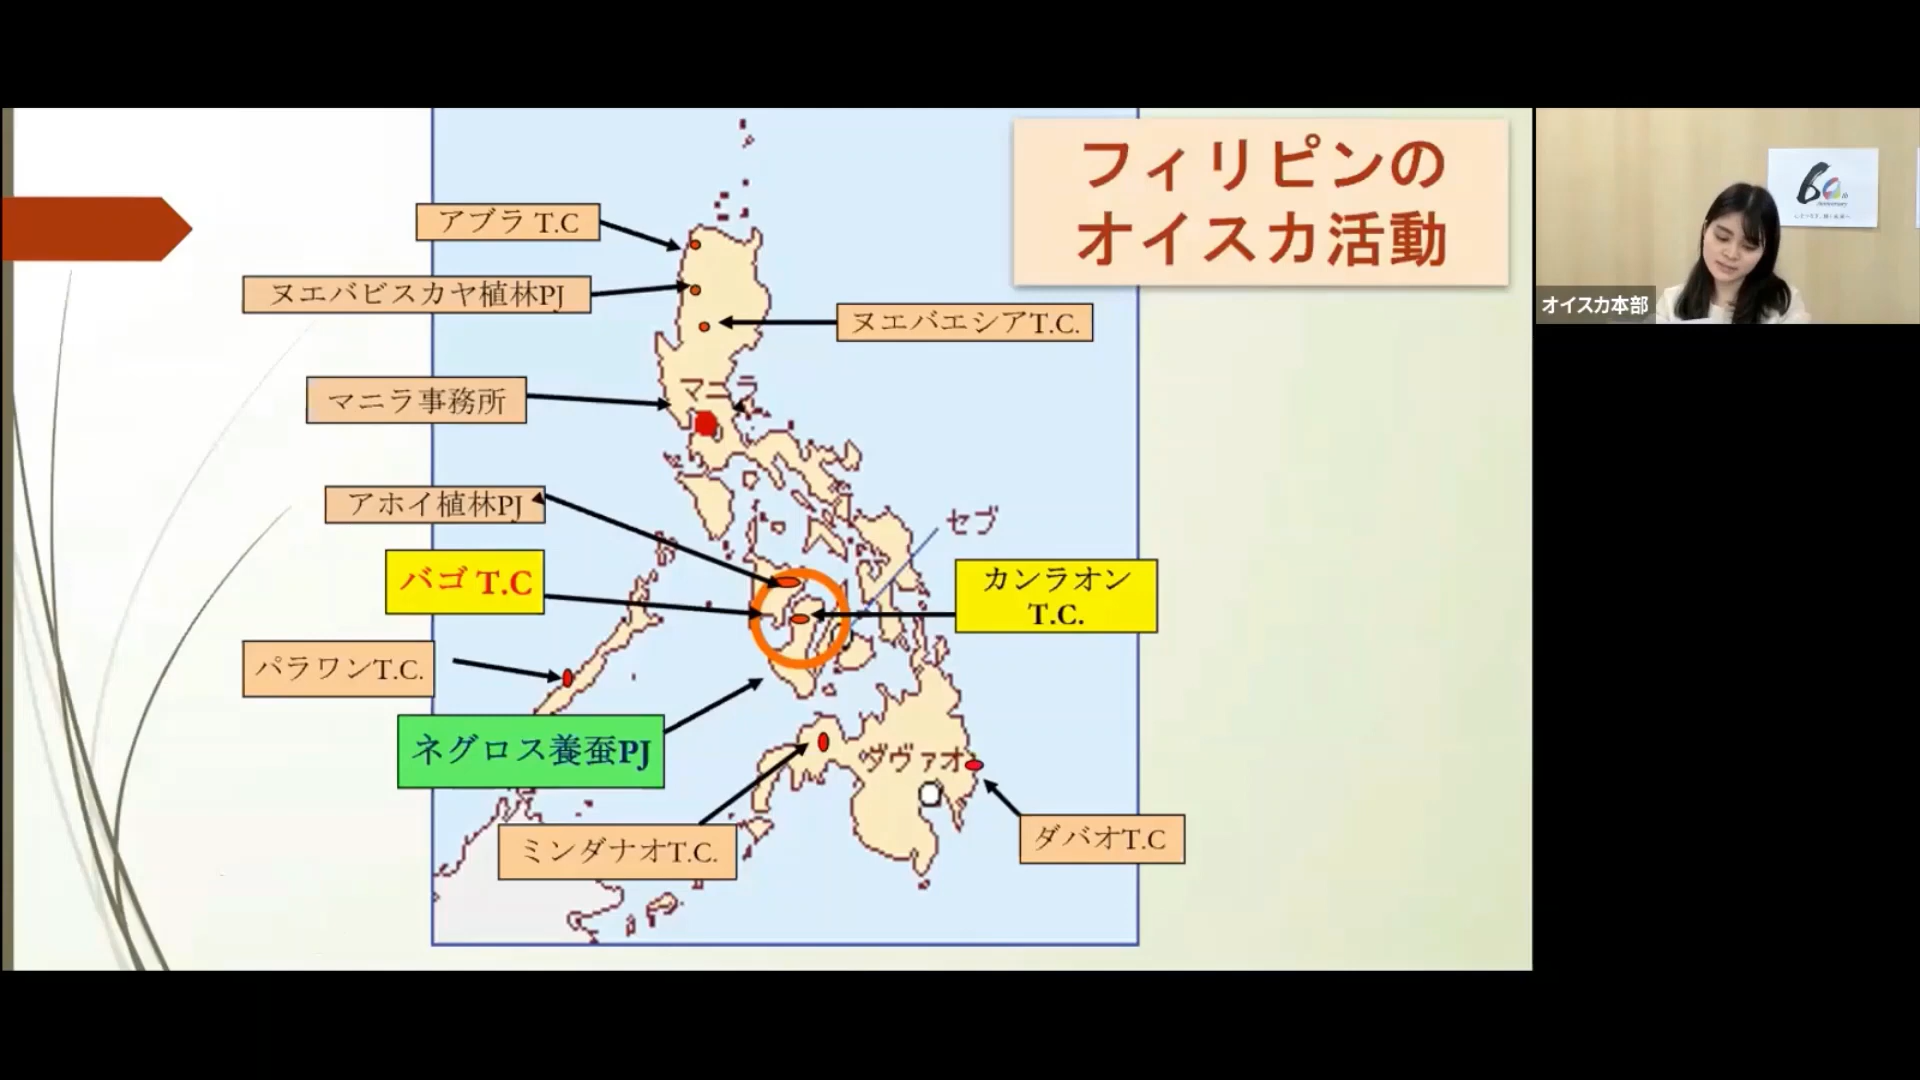 フィリピンの
オイスカ活動
アブラ T.C
ヌエバビスカヤ植林PJ
ヌエバエシアT.C.
マニラ
マニラ事務所
アホイ植林PJ
セブ
バゴ T.C
カンラオン
T.C.
パラワンT.C.
ネグロス養蚕PJ
ダヴァオ
ミンダナオT.C.
ダバオT.C
60th
Anniversary
オイスカ本部